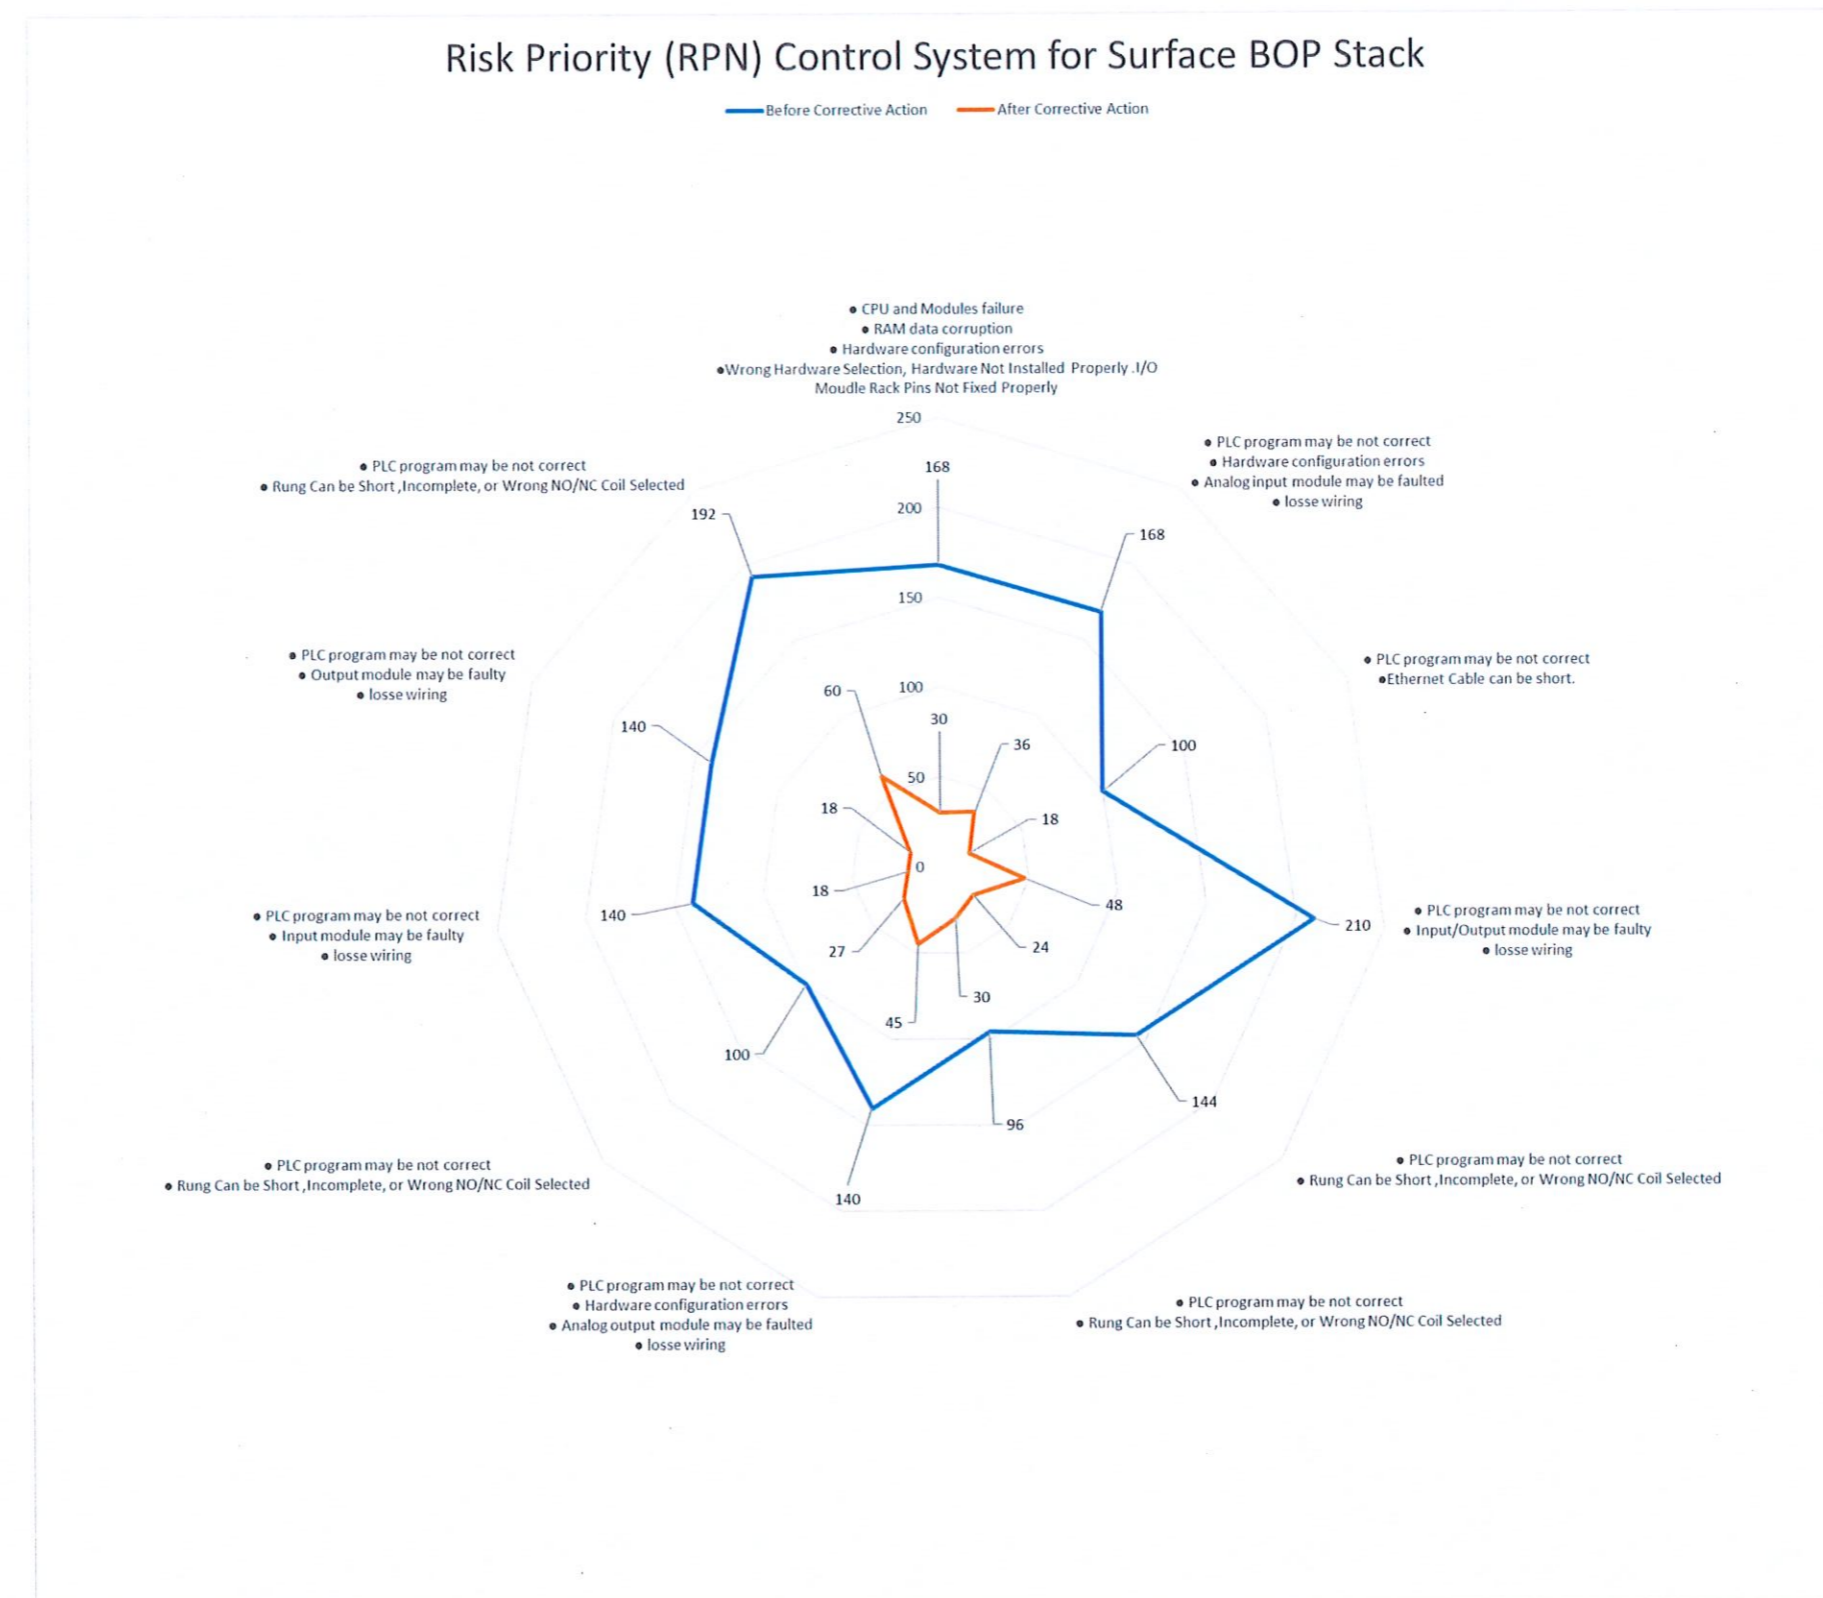 Risk Priority (RPN) Control System for Surface BOP Stack
Before Corrective Action
After Corrective Action
● CPU and Modules failure
● RAM data corruption
● Hardware configuration errors
●Wrong Hardware Selection, Hardware Not Installed Properly .I/O
Moudle Rack Pins Not Fixed Properly
● PLC program may be not correct
● Hardware configuration errors
● Analog input module may be faulted
● losse wiring
● PLC program may be not correct
●Ethernet Cable can be short.
● PLC program may be not correct
● Input/Output module may be faulty
● losse wiring
● PLC program may be not correct
● Rung Can be Short ,Incomplete, or Wrong NO/NC Coil Selected
● PLC program may be not correct
● Rung Can be Short ,Incomplete, or Wrong NO/NC Coil Selected
● PLC program may be not correct
● Hardware configuration errors
● Analog output module may be faulted
● losse wiring
● PLC program may be not correct
● Rung Can be Short ,Incomplete, or Wrong NO/NC Coil Selected
● PLC program may be not correct
● Input module may be faulty
● losse wiring
● PLC program may be not correct
● Output module may be faulty
● losse wiring
● PLC program may be not correct
● Rung Can be Short ,Incomplete, or Wrong NO/NC Coil Selected
250
200
150
100
50
0
168
168
100
210
144
96
140
100
140
140
192
30
36
18
48
24
30
45
27
18
18
60